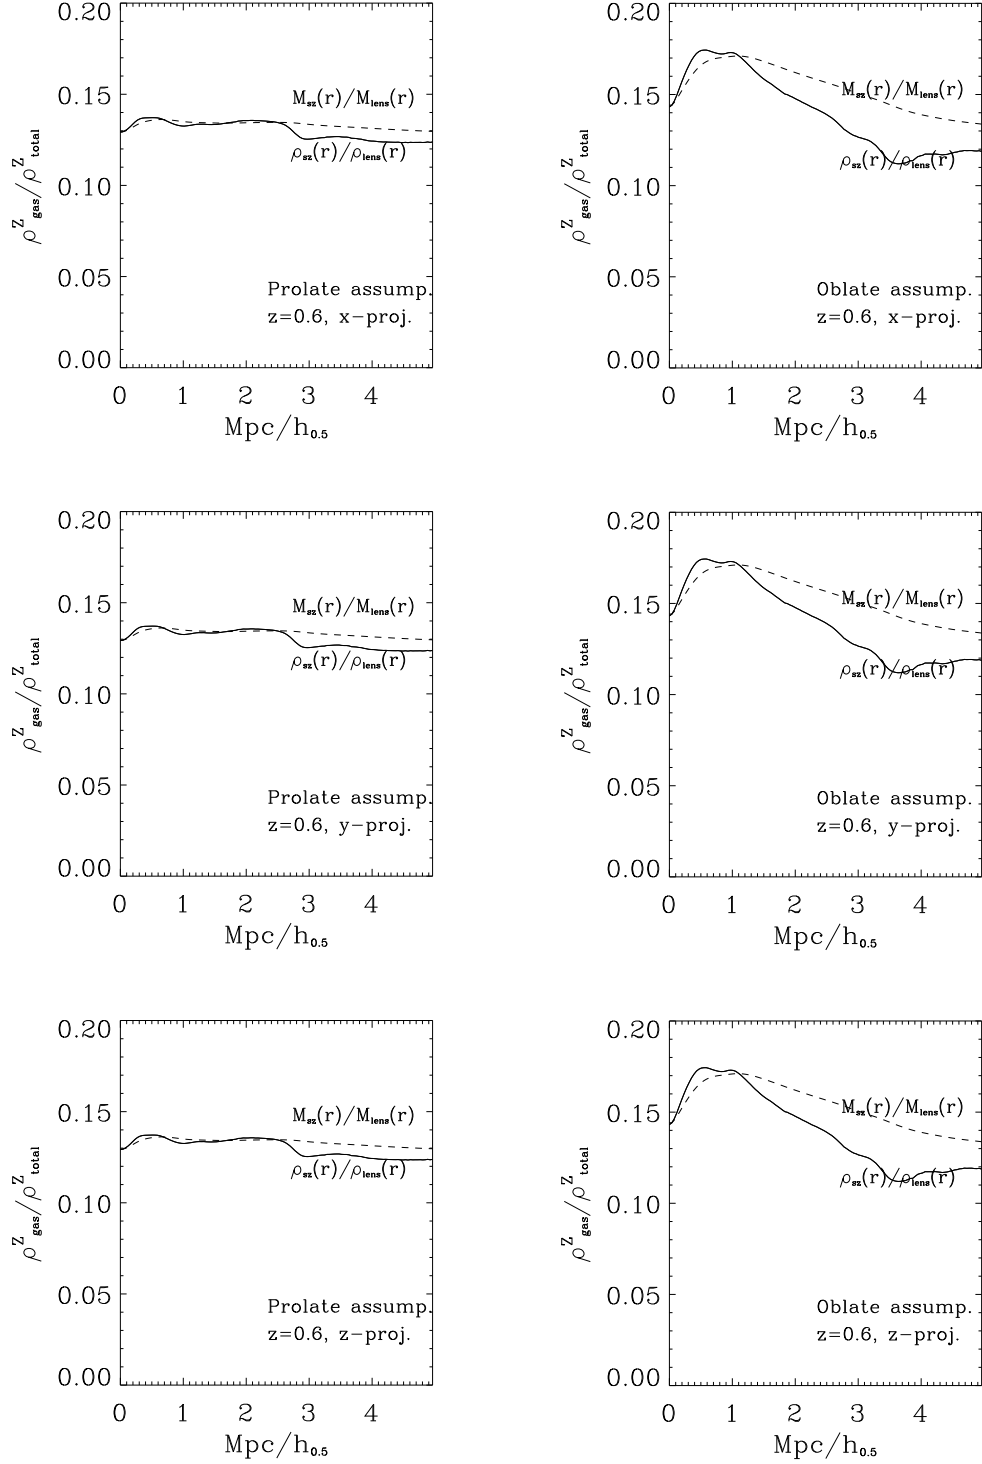 0.20
0.15
0.10
0.05
0.00
ρ^Z_gas/ρ^Z_total
M_sz(r)/M_lens(r)
ρ_sz(r)/ρ_lens(r)
Prolate assump.
z=0.6, x-proj.
0 1 2 3 4
Mpc/h_0.5
0.20
0.15
0.10
0.05
0.00
ρ^Z_gas/ρ^Z_total
M_sz(r)/M_lens(r)
ρ_sz(r)/ρ_lens(r)
Oblate assump.
z=0.6, x-proj.
0 1 2 3 4
Mpc/h_0.5
0.20
0.15
0.10
0.05
0.00
ρ^Z_gas/ρ^Z_total
M_sz(r)/M_lens(r)
ρ_sz(r)/ρ_lens(r)
Prolate assump.
z=0.6, y-proj.
0 1 2 3 4
Mpc/h_0.5
0.20
0.15
0.10
0.05
0.00
ρ^Z_gas/ρ^Z_total
M_sz(r)/M_lens(r)
ρ_sz(r)/ρ_lens(r)
Oblate assump.
z=0.6, y-proj.
0 1 2 3 4
Mpc/h_0.5
0.20
0.15
0.10
0.05
0.00
ρ^Z_gas/ρ^Z_total
M_sz(r)/M_lens(r)
ρ_sz(r)/ρ_lens(r)
Prolate assump.
z=0.6, z-proj.
0 1 2 3 4
Mpc/h_0.5
0.20
0.15
0.10
0.05
0.00
ρ^Z_gas/ρ^Z_total
M_sz(r)/M_lens(r)
ρ_sz(r)/ρ_lens(r)
Oblate assump.
z=0.6, z-proj.
0 1 2 3 4
Mpc/h_0.5